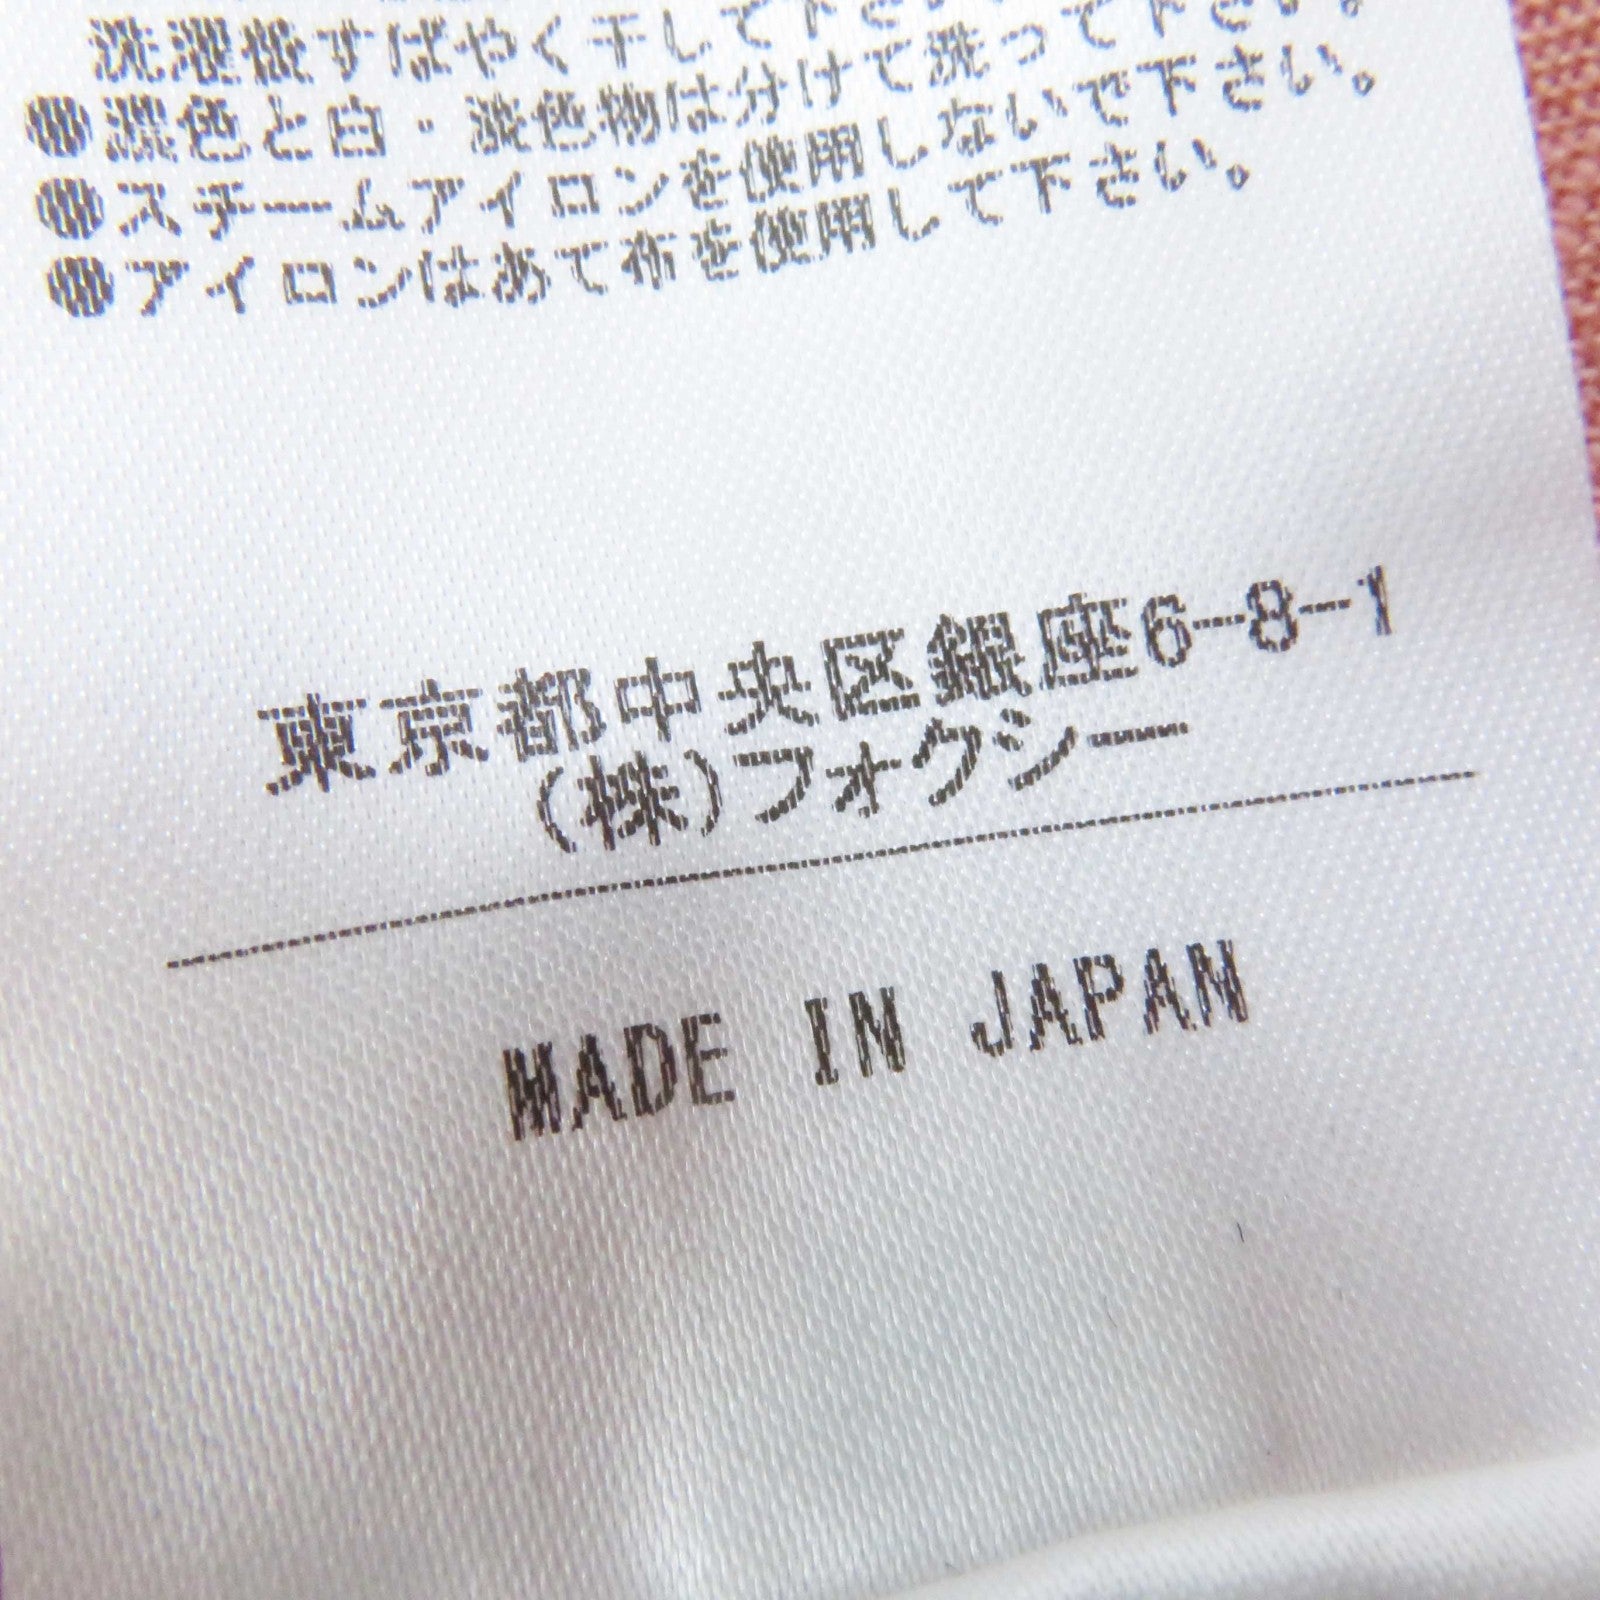 洗濯後すばやく干して下さい。
●濃色と白・淡色物は分けて洗って下さい。
●スチームアイロンを使用しないで下さい。
●アイロンはあて布を使用して下さい。
東京都中央区銀座6-8-1
(株)フォクシー
MADE IN JAPAN